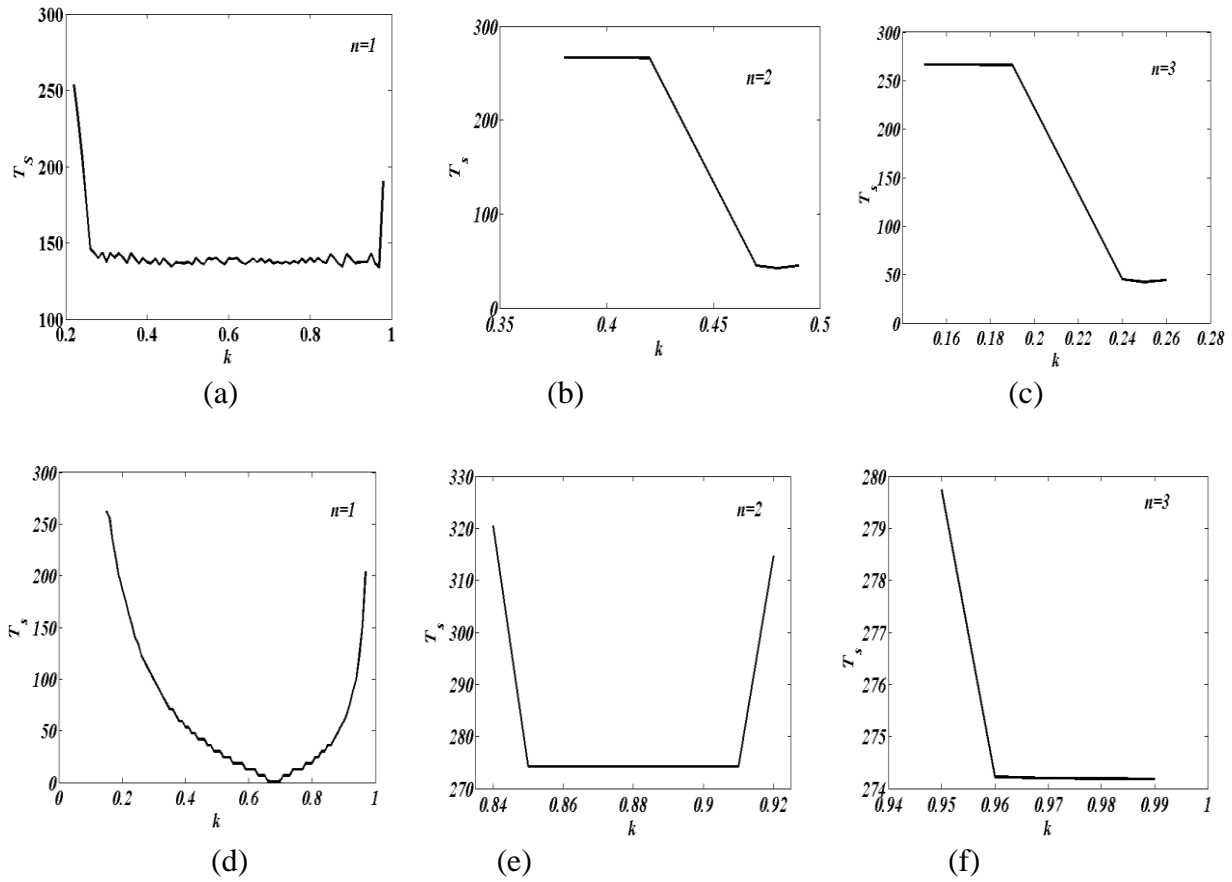 300
250
200
150
100
T_S
n=1
0.2 0.4 0.6 0.8 1
k
(a)
300
200
100
0
T_s
n=2
0.35 0.4 0.45 0.5
k
(b)
300
250
200
150
100
50
0
T_s
n=3
0.16 0.18 0.2 0.22 0.24 0.26 0.28
k
(c)
300
250
200
150
100
50
0
T_s
n=1
0 0.2 0.4 0.6 0.8 1
k
(d)
330
320
310
300
290
280
270
T_s
n=2
0.84 0.86 0.88 0.9 0.92
k
(e)
280
279
278
277
276
275
274
T_s
n=3
0.94 0.95 0.96 0.97 0.98 0.99 1
k
(f)